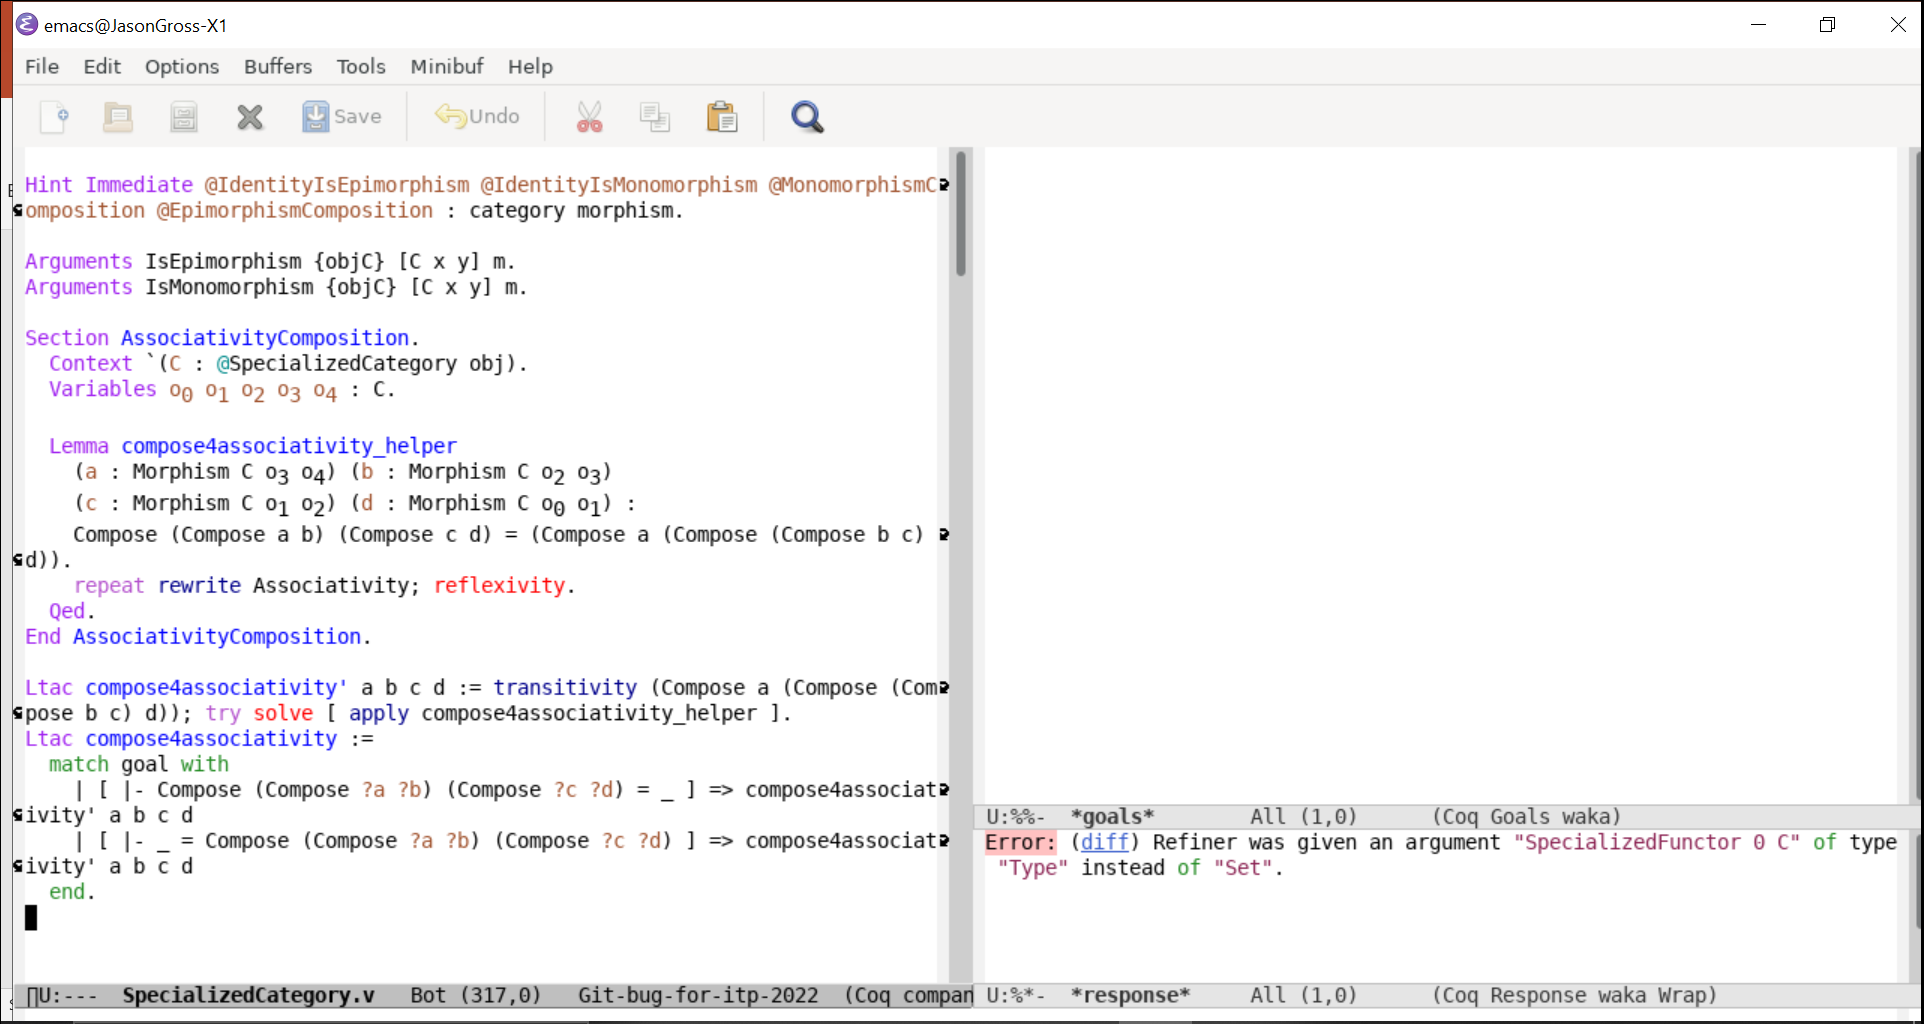 emacs@JasonGross-X1
File Edit Options Buffers Tools Minibuf Help
Save Undo
Hint Immediate @IdentityIsEpimorphism @IdentityIsMonomorphism @MonomorphismC
omposition @EpimorphismComposition : category morphism.
Arguments IsEpimorphism {objC} [C x y] m.
Arguments IsMonomorphism {objC} [C x y] m.
Section AssociativityComposition.
Context `(C : @SpecializedCategory obj).
Variables o₀ o₁ o₂ o₃ o₄ : C.
Lemma compose4associativity_helper
(a : Morphism C o₃ o₄) (b : Morphism C o₂ o₃)
(c : Morphism C o₁ o₂) (d : Morphism C o₀ o₁) :
Compose (Compose a b) (Compose c d) = (Compose a (Compose (Compose b c)
d)).
repeat rewrite Associativity; reflexivity.
Qed.
End AssociativityComposition.
Ltac compose4associativity' a b c d := transitivity (Compose a (Compose (Com
pose b c) d)); try solve [ apply compose4associativity_helper ].
Ltac compose4associativity :=
match goal with
| [ |- Compose (Compose ?a ?b) (Compose ?c ?d) = _ ] => compose4associat
ivity' a b c d
| [ |- _ = Compose (Compose ?a ?b) (Compose ?c ?d) ] => compose4associat
ivity' a b c d
end.
U:--- SpecializedCategory.v Bot (317,0) Git-bug-for-itp-2022 (Coq compan
U:%%- *goals* All (1,0) (Coq Goals waka)
Error: (diff) Refiner was given an argument "SpecializedFunctor 0 C" of type
"Type" instead of "Set".
U:%*- *response* All (1,0) (Coq Response waka Wrap)